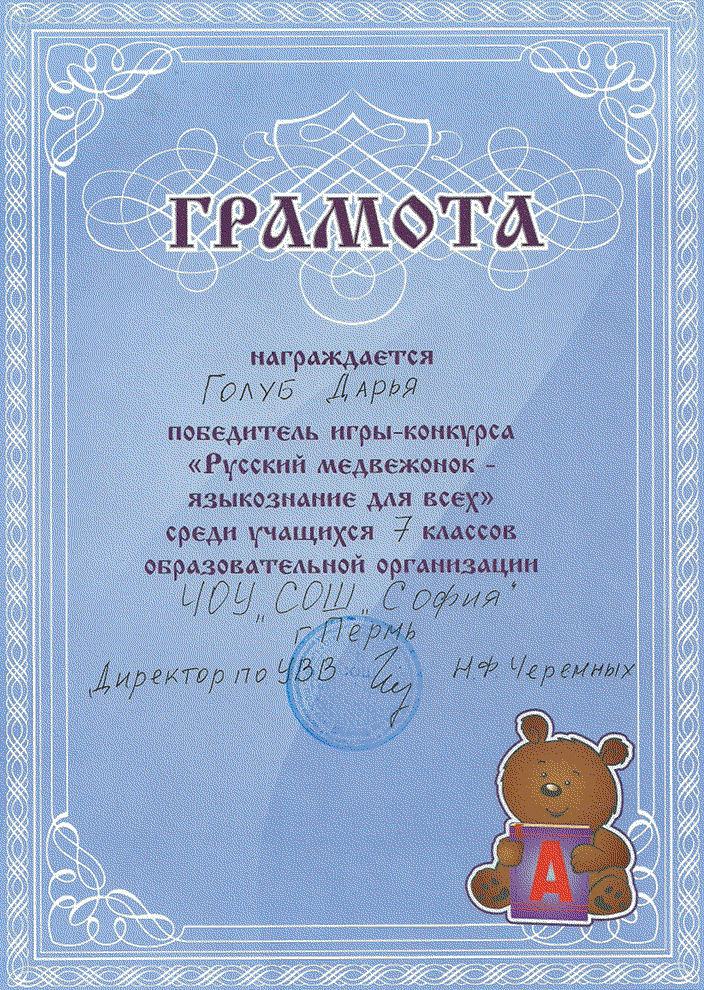 ГРАМОТА
награждается
Голуб Дарья
победитель игры-конкурса
«Русский медвежонок -
языкознание для всех»
среди учащихся 7 классов
образовательной организации
ЧОУ „СОШ „София"
г. Пермь
Директор по УВВ Н.Ф. Черемных
А